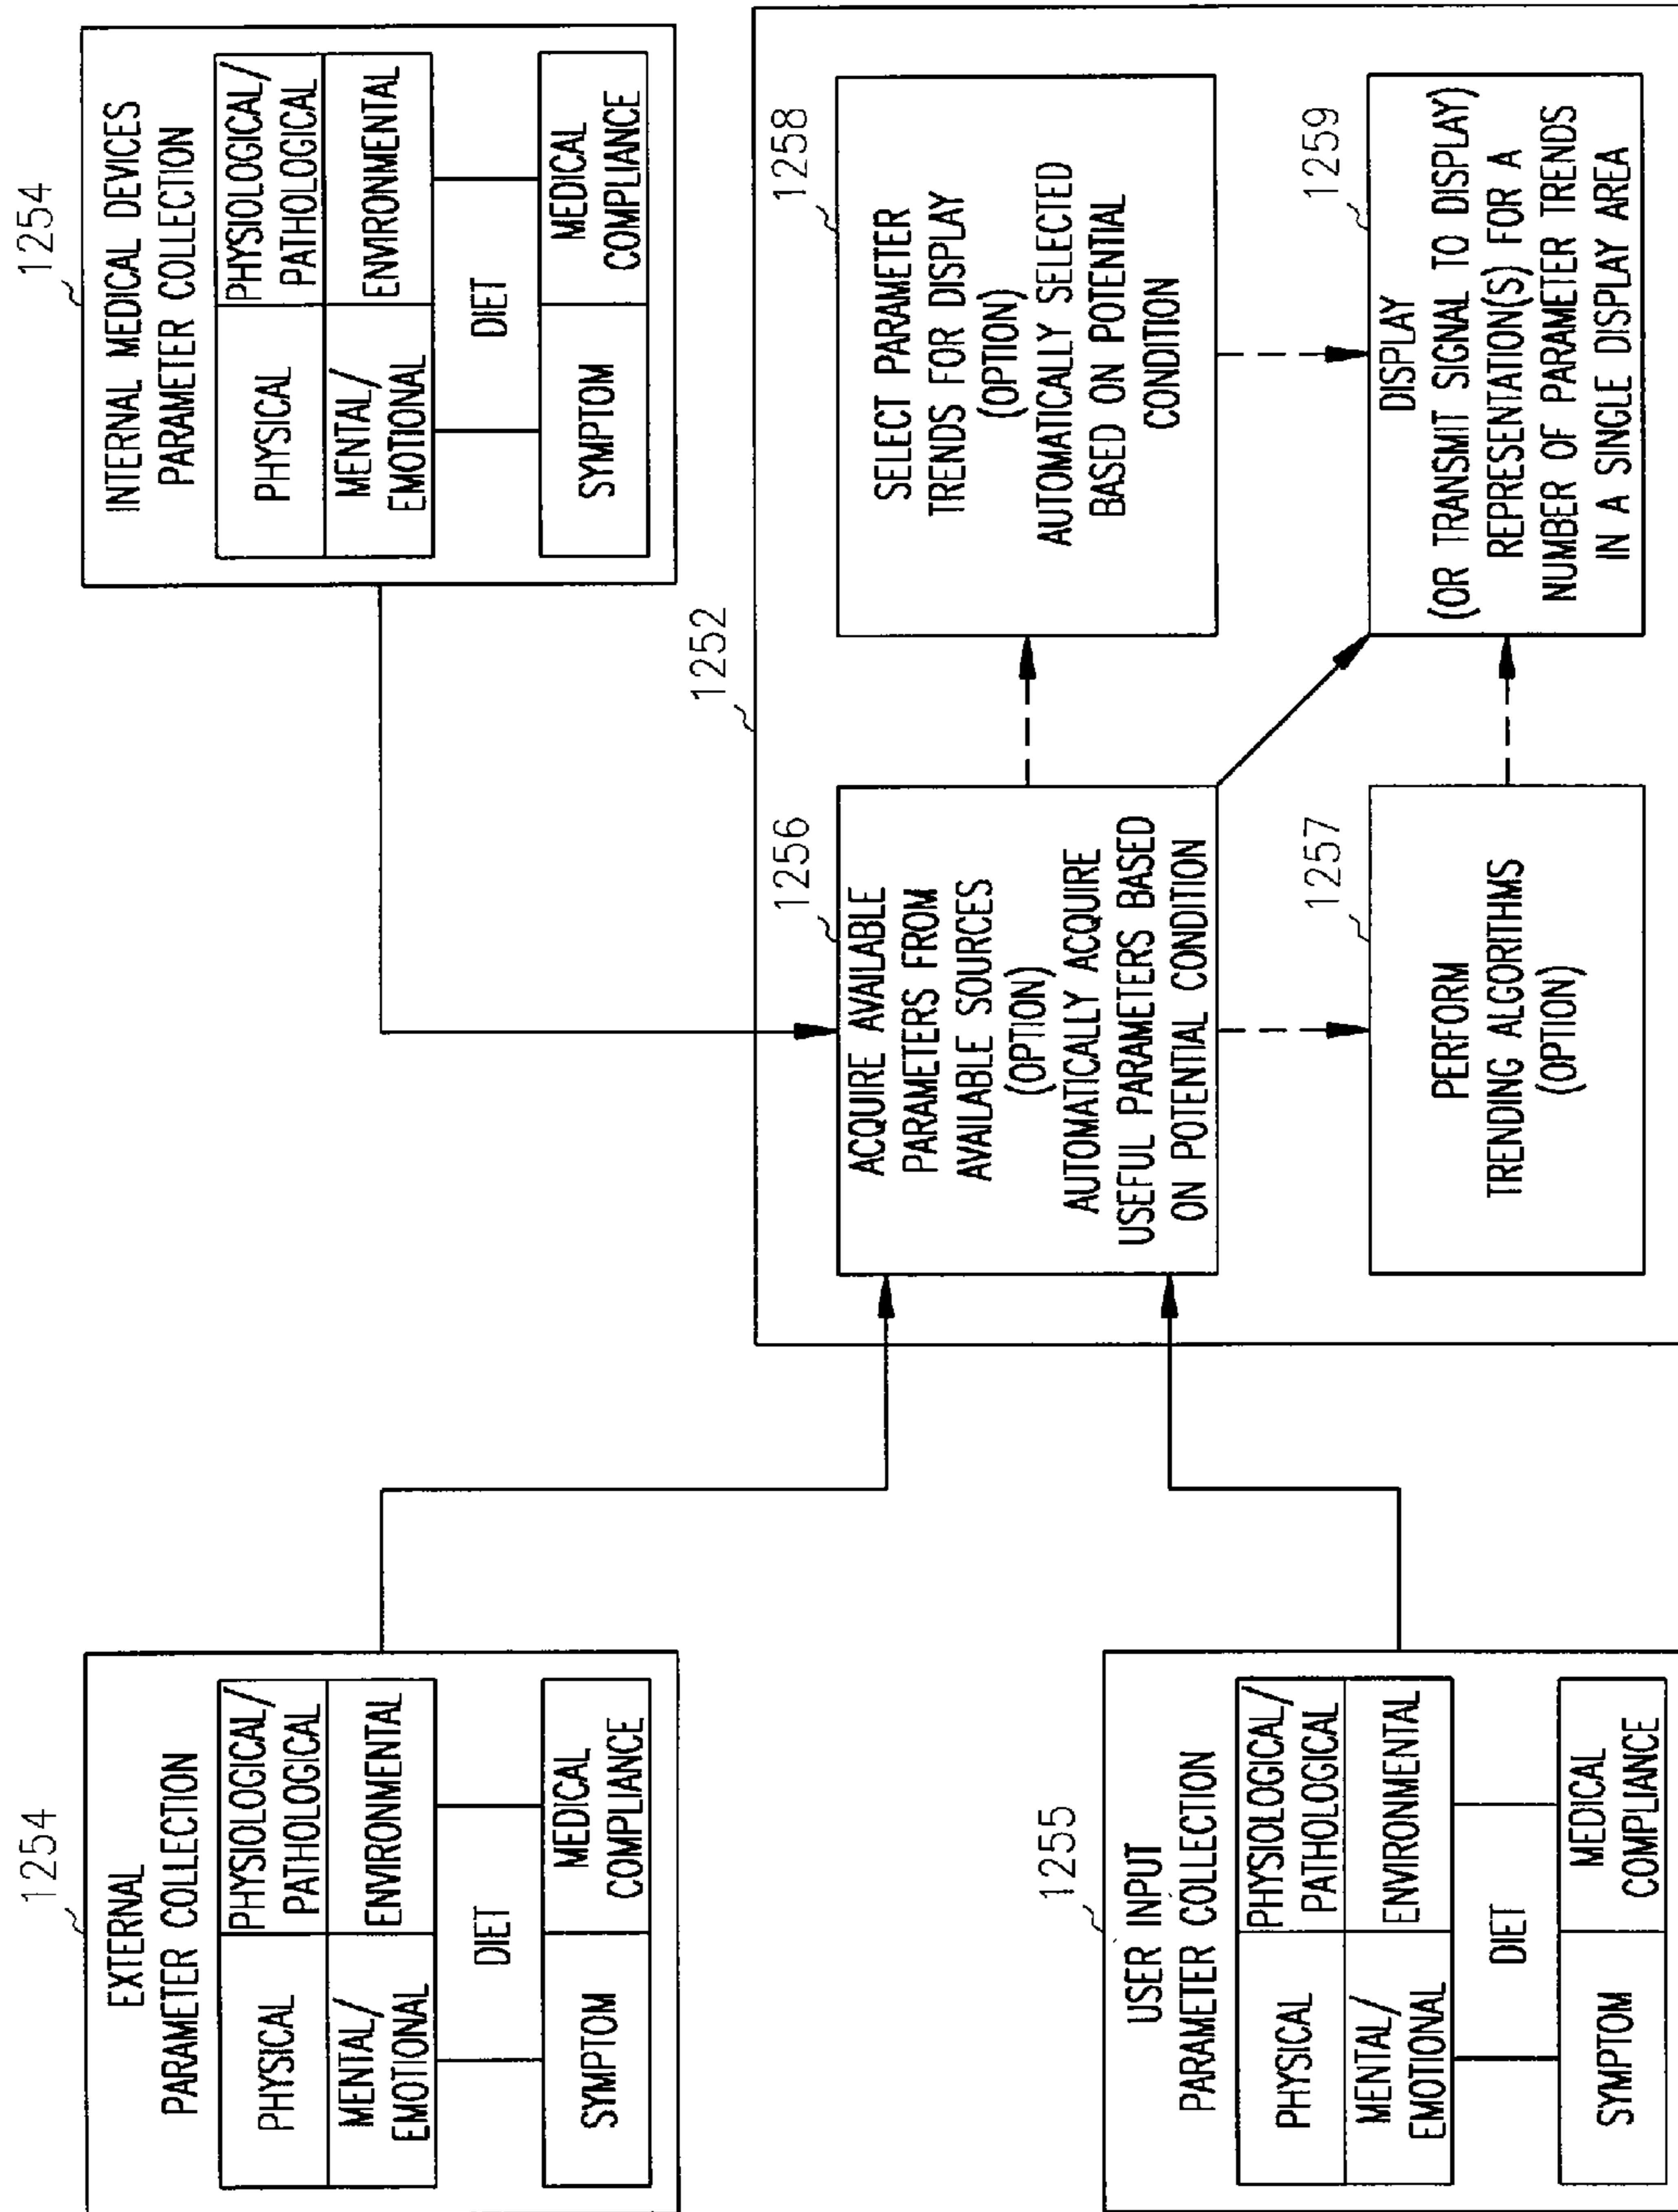 1254
EXTERNAL
PARAMETER COLLECTION
PHYSICAL
PHYSIOLOGICAL/
PATHOLOGICAL
MENTAL/
EMOTIONAL
ENVIRONMENTAL
DIET
SYMPTOM
MEDICAL
COMPLIANCE
1254
INTERNAL MEDICAL DEVICES
PARAMETER COLLECTION
PHYSICAL
PHYSIOLOGICAL/
PATHOLOGICAL
MENTAL/
EMOTIONAL
ENVIRONMENTAL
DIET
SYMPTOM
MEDICAL
COMPLIANCE
1252
1256
ACQUIRE AVAILABLE
PARAMETERS FROM
AVAILABLE SOURCES
(OPTION)
AUTOMATICALLY ACQUIRE
USEFUL PARAMETERS BASED
ON POTENTIAL CONDITION
1258
SELECT PARAMETER
TRENDS FOR DISPLAY
(OPTION)
AUTOMATICALLY SELECTED
BASED ON POTENTIAL
CONDITION
1255
USER INPUT
PARAMETER COLLECTION
PHYSICAL
PHYSIOLOGICAL/
PATHOLOGICAL
MENTAL/
EMOTIONAL
ENVIRONMENTAL
DIET
SYMPTOM
MEDICAL
COMPLIANCE
1257
PERFORM
TRENDING ALGORITHMS
(OPTION)
1259
DISPLAY
(OR TRANSMIT SIGNAL TO DISPLAY)
REPRESENTATION(S) FOR A
NUMBER OF PARAMETER TRENDS
IN A SINGLE DISPLAY AREA